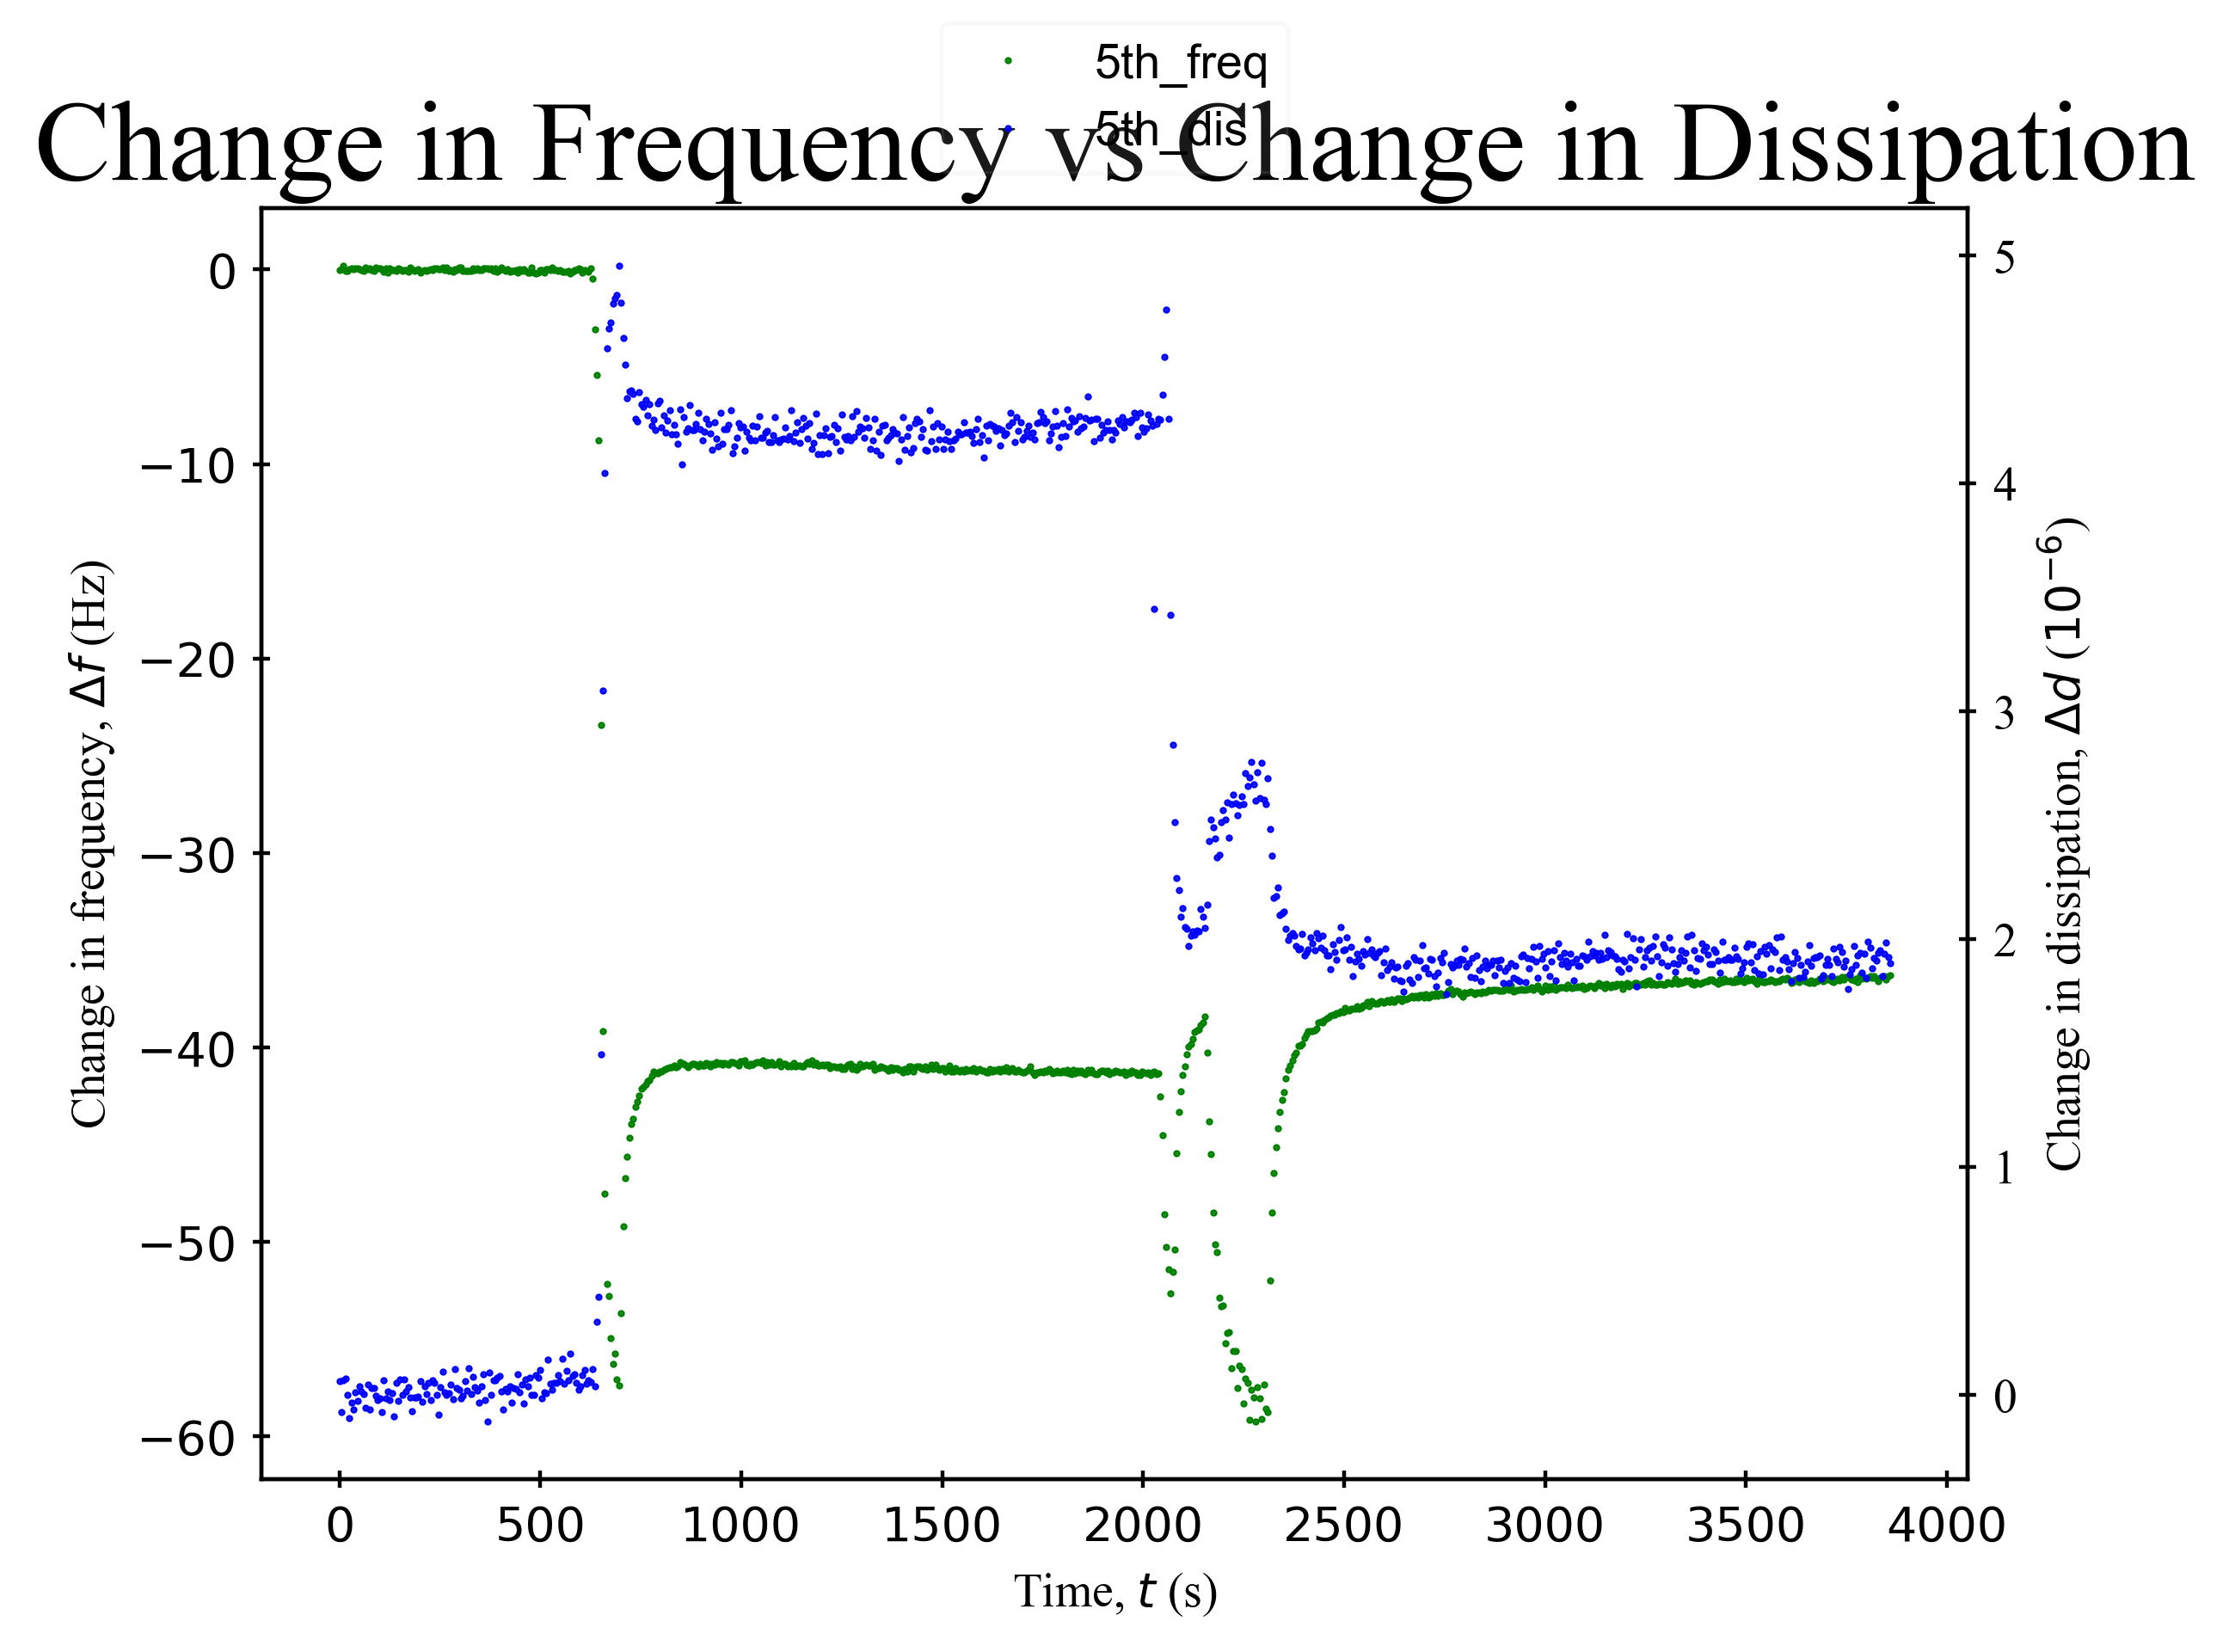 5th_freq
5th_dis
Change in Frequency vs Change in Dissipation
0
−10
−20
−30
−40
−50
−60
Change in frequency, Δf (Hz)
5
4
3
2
1
0
Change in dissipation, Δd (10⁻⁶)
0 500 1000 1500 2000 2500 3000 3500 4000
Time, t (s)